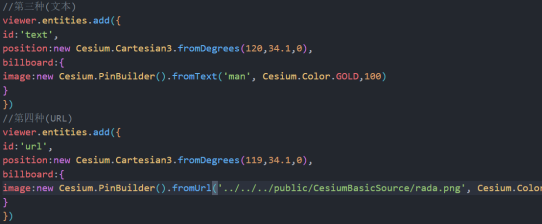 //第三种(文本)
viewer.entities.add({
id:'text',
position:new Cesium.Cartesian3.fromDegrees(120,34.1,0),
billboard:{
image:new Cesium.PinBuilder().fromText('man', Cesium.Color.GOLD,100)
}
})
//第四种(URL)
viewer.entities.add({
id:'url',
position:new Cesium.Cartesian3.fromDegrees(119,34.1,0),
billboard:{
image:new Cesium.PinBuilder().fromUrl('../../../public/CesiumBasicSource/rada.png', Cesium.Colo
}
})